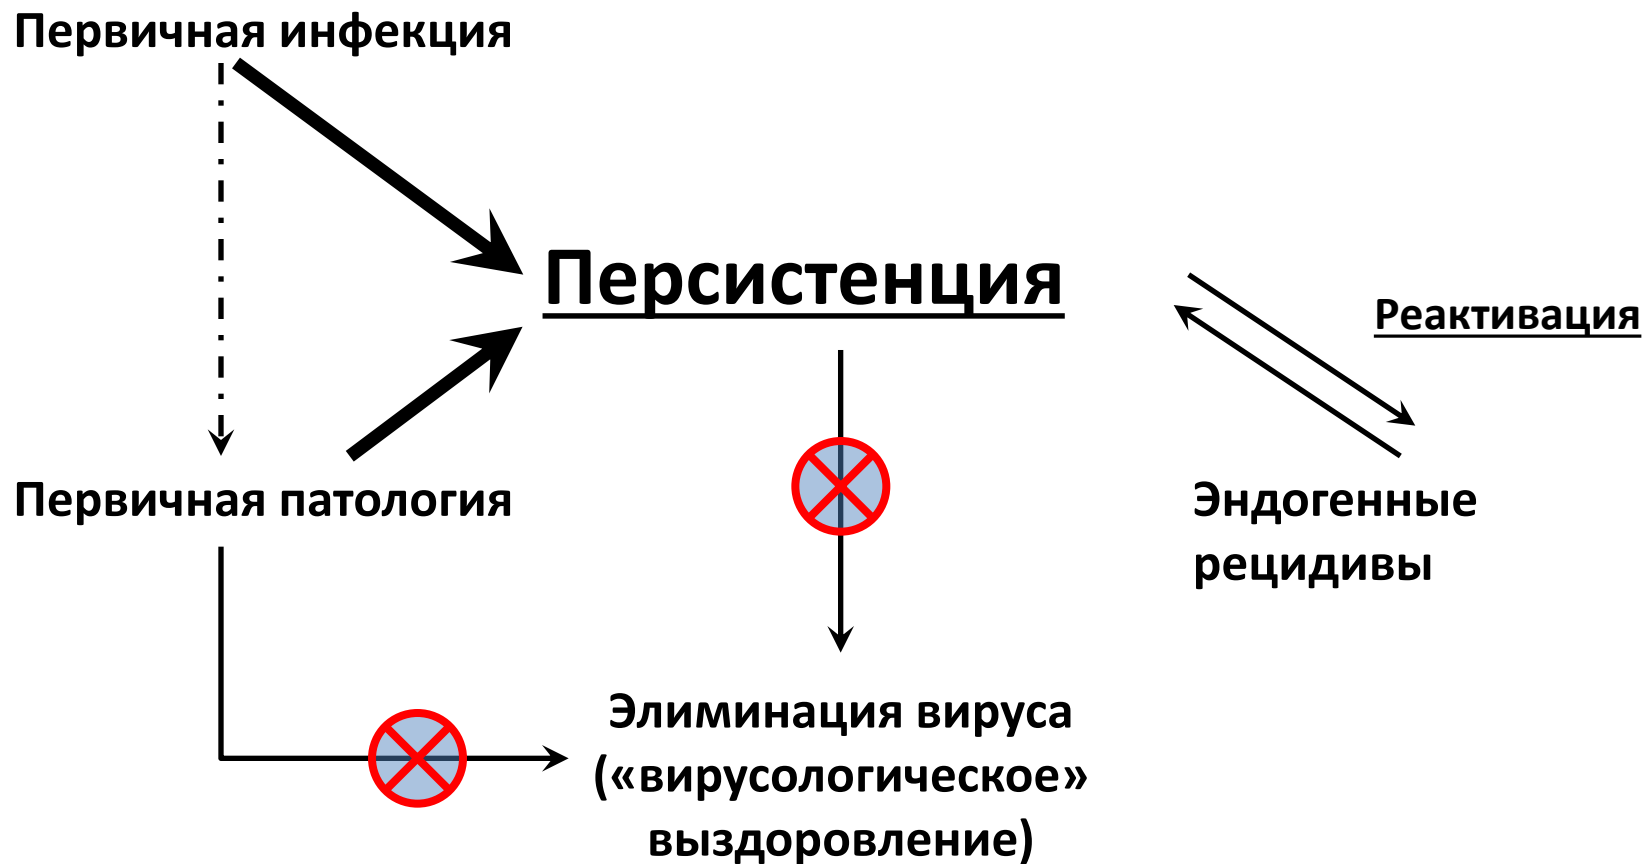 Первичная инфекция
Персистенция
Реактивация
Первичная патология
Эндогенные
рецидивы
Элиминация вируса
(«вирусологическое»
выздоровление)